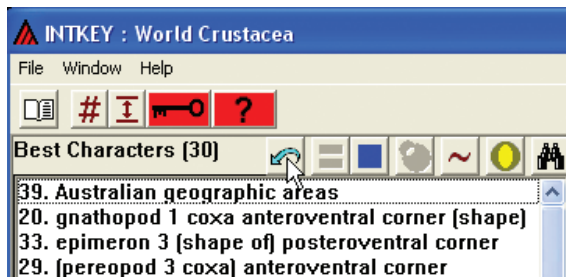 INTKEY : World Crustacea
File Window Help
# ?
Best Characters (30) ~
39. Australian geographic areas
20. gnathopod 1 coxa anteroventral corner (shape)
33. epimeron 3 (shape of) posteroventral corner
29. (pereopod 3 coxa) anteroventral corner